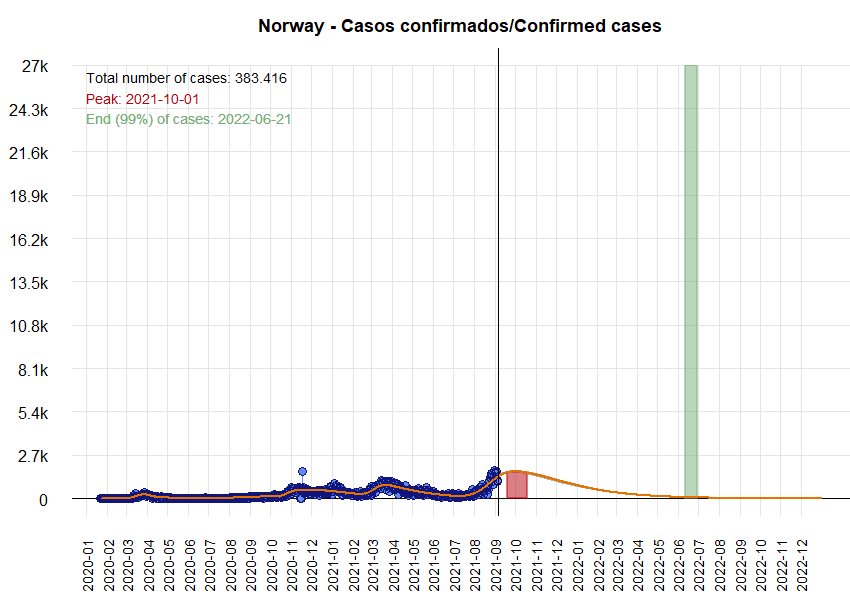 Norway - Casos confirmados/Confirmed cases
27k
Total number of cases: 383.416
Peak: 2021-10-01
24.3k
End (99%) of cases: 2022-06-21
21.6k
18.9k
16.2k
13.5k
10.8k
8.1k
5.4k
2.7k
0
2020-01
2020-02
2020-03
2020-04
2020-05
2020-06
2020-07
2020-08
2020-09
2020-10
2020-11
2020-12
2021-01
2021-02
2021-03
2021-04
2021-05
2021-06
2021-07
2021-08
2021-09
2021-10
2021-11
2021-12
2022-01
2022-02
2022-03
2022-04
2022-05
2022-06
2022-07
2022-08
2022-09
2022-10
2022-11
2022-12